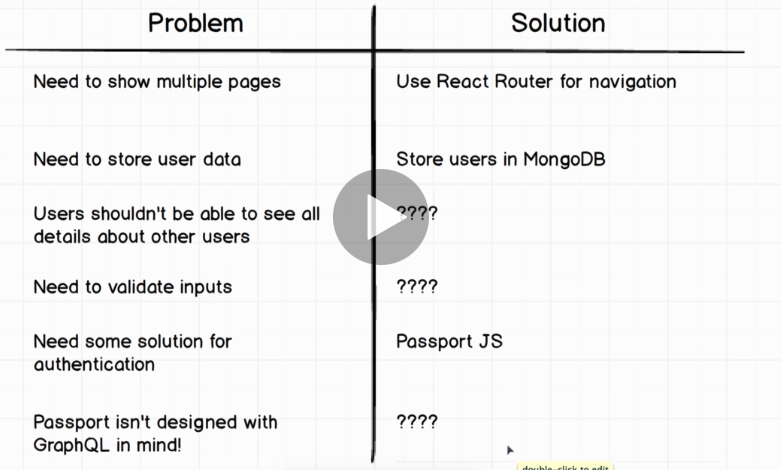 Problem
Solution
Need to show multiple pages
Use React Router for navigation
Need to store user data
Store users in MongoDB
Users shouldn't be able to see all
details about other users
????
Need to validate inputs
????
Need some solution for
authentication
Passport JS
Passport isn't designed with
GraphQL in mind!
????
double-click to edit